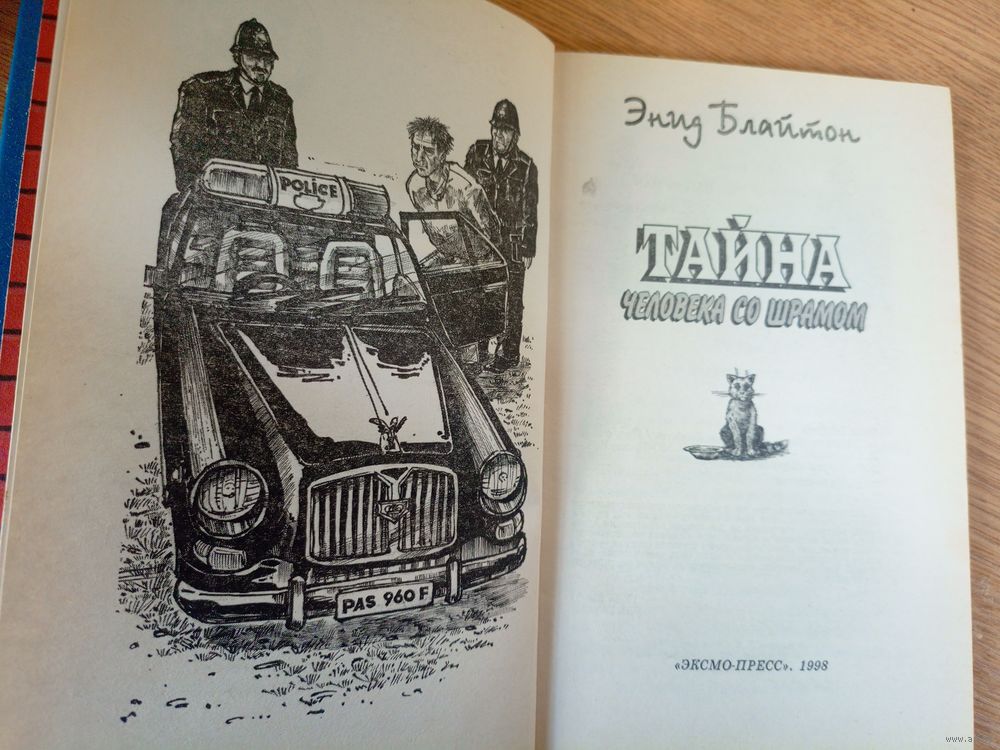 POLICE
PAS 960 F
Энид Блайтон
ТАЙНА
ЧЕЛОВЕКА СО ШРАМОМ
«ЭКСМО-ПРЕСС». 1998